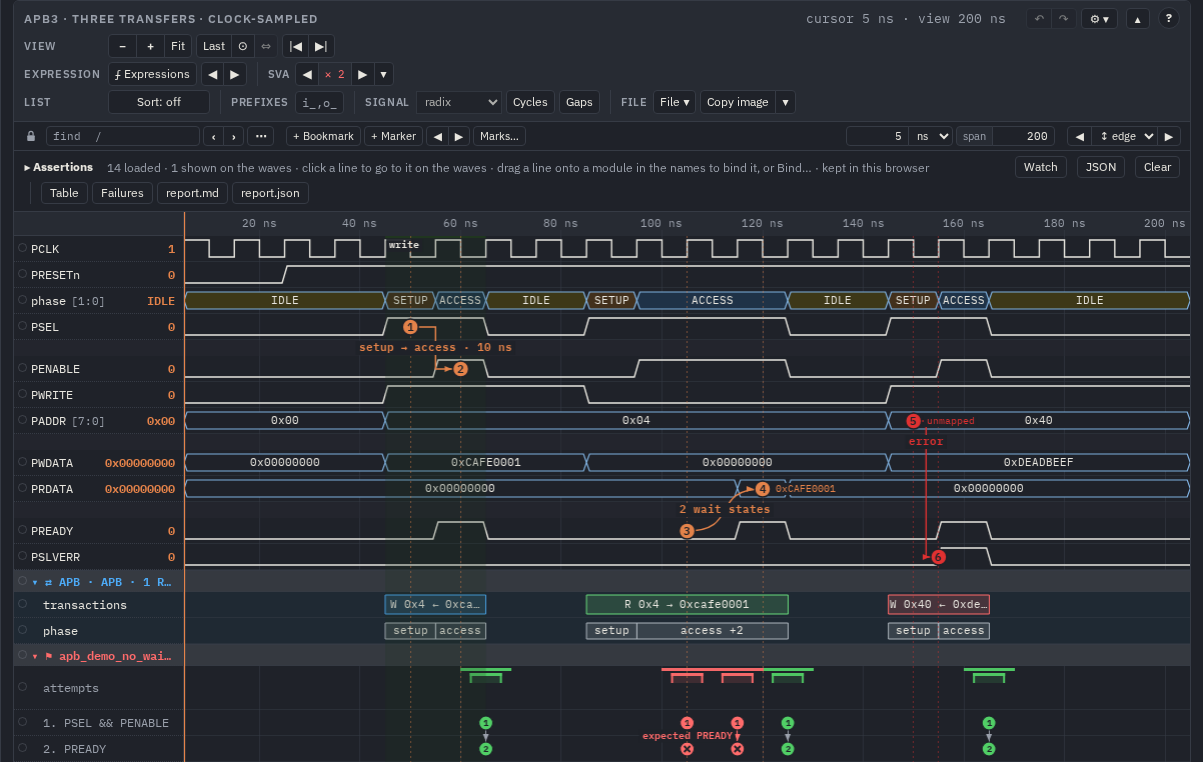 APB3 · THREE TRANSFERS · CLOCK-SAMPLED cursor 5 ns · view 200 ns ↶ ↷ ⚙ ▾ ▴ ?
VIEW − + Fit Last ⊙ ⇔ |◀ ▶|
EXPRESSION ƒ Expressions ◀ ▶ SVA ◀ × 2 ▶ ▾
LIST Sort: off PREFIXES i_,o_ SIGNAL radix Cycles Gaps FILE File ▾ Copy image ▾
find / ‹ › ··· + Bookmark + Marker ◀ ▶ Marks... 5 ns span 200 ◀ ↕ edge ▶
▸ Assertions 14 loaded · 1 shown on the waves · click a line to go to it on the waves · drag a line onto a module in the names to bind it, or Bind... · kept in this browser Watch JSON Clear
Table Failures report.md report.json
20 ns 40 ns 60 ns 80 ns 100 ns 120 ns 140 ns 160 ns 180 ns 200 ns
PCLK 1 write
PRESETn 0
phase [1:0] IDLE IDLE SETUP ACCESS IDLE SETUP ACCESS IDLE SETUP ACCESS IDLE
PSEL 0 1
setup → access · 10 ns
PENABLE 0 2
PWRITE 0
PADDR [7:0] 0x00 0x00 0x04 5 unmapped 0x40
error
PWDATA 0x00000000 0x00000000 0xCAFE0001 0x00000000 0xDEADBEEF
PRDATA 0x00000000 0x00000000 4 0xCAFE0001 0x00000000
2 wait states
PREADY 0 3
PSLVERR 0 6
▾ ⇄ APB · APB · 1 R…
transactions W 0x4 ← 0xca… R 0x4 → 0xcafe0001 W 0x40 ← 0xde…
phase setup access setup access +2 setup access
▾ ⚑ apb_demo_no_wai…
attempts
1. PSEL && PENABLE 1 1 1 1 1
expected PREADY
2. PREADY 2 ✕ ✕ 2 2